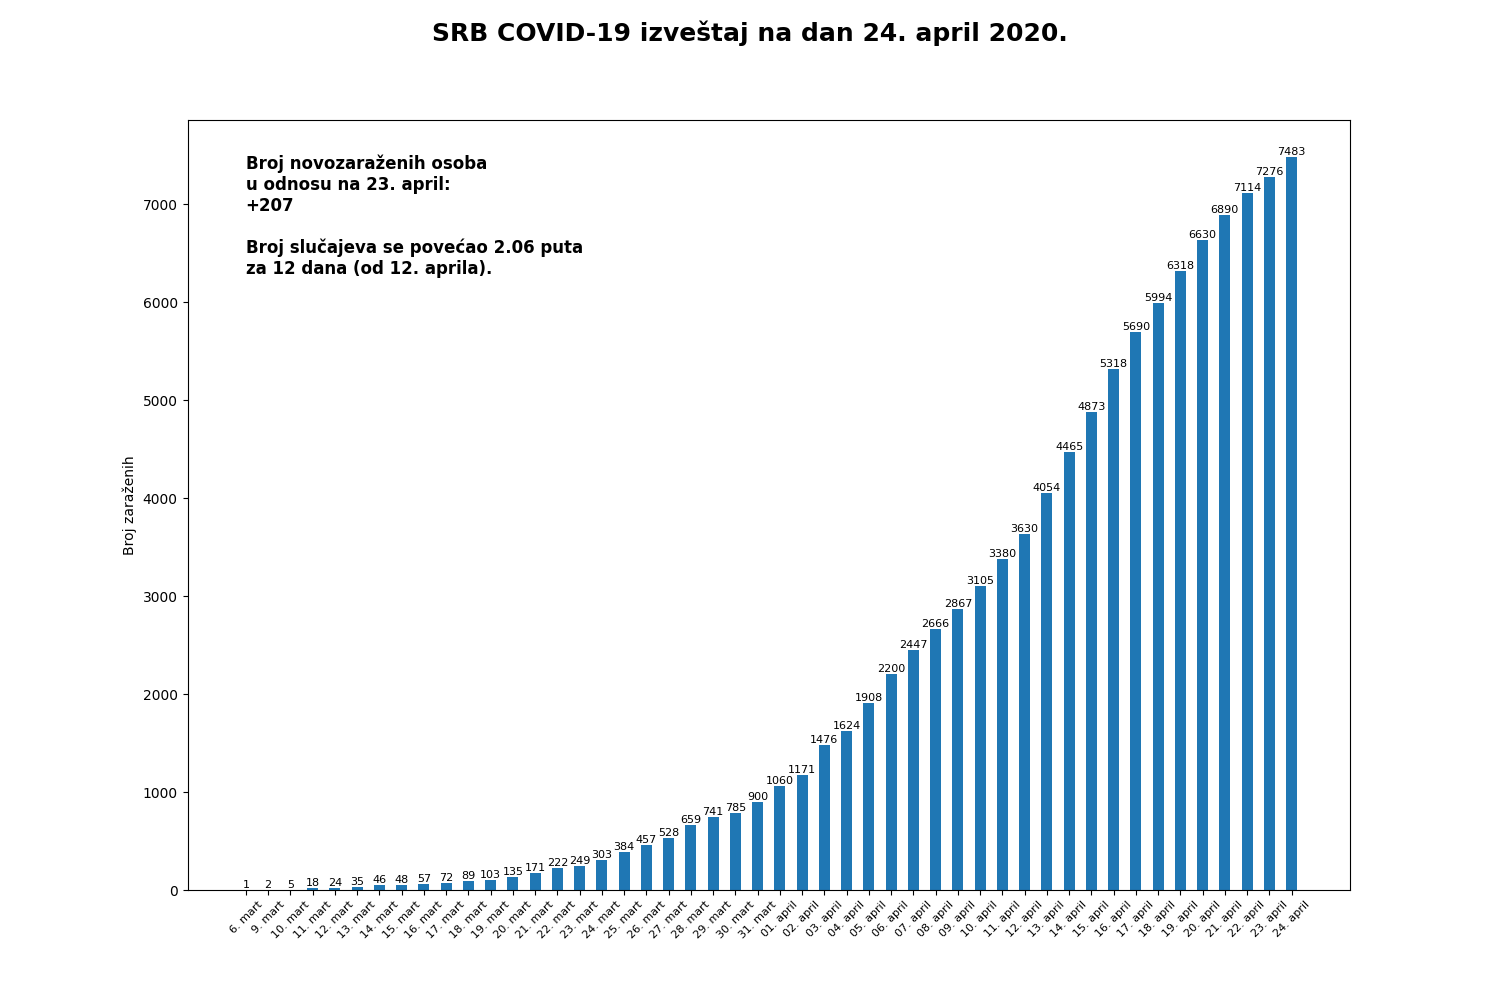 SRB COVID-19 izveštaj na dan 24. april 2020.
Broj novozaraženih osoba
u odnosu na 23. april:
+207
Broj slučajeva se povećao 2.06 puta
za 12 dana (od 12. aprila).
Broj zaraženih
7000
6000
5000
4000
3000
2000
1000
0
1
2
5
18
24
35
46
48
57
72
89
103
135
171
222
249
303
384
457
528
659
741
785
900
1060
1171
1476
1624
1908
2200
2447
2666
2867
3105
3380
3630
4054
4465
4873
5318
5690
5994
6318
6630
6890
7114
7276
7483
6. mart
9. mart
10. mart
11. mart
12. mart
13. mart
14. mart
15. mart
16. mart
17. mart
18. mart
19. mart
20. mart
21. mart
22. mart
23. mart
24. mart
25. mart
26. mart
27. mart
28. mart
29. mart
30. mart
31. mart
01. april
02. april
03. april
04. april
05. april
06. april
07. april
08. april
09. april
10. april
11. april
12. april
13. april
14. april
15. april
16. april
17. april
18. april
19. april
20. april
21. april
22. april
23. april
24. april